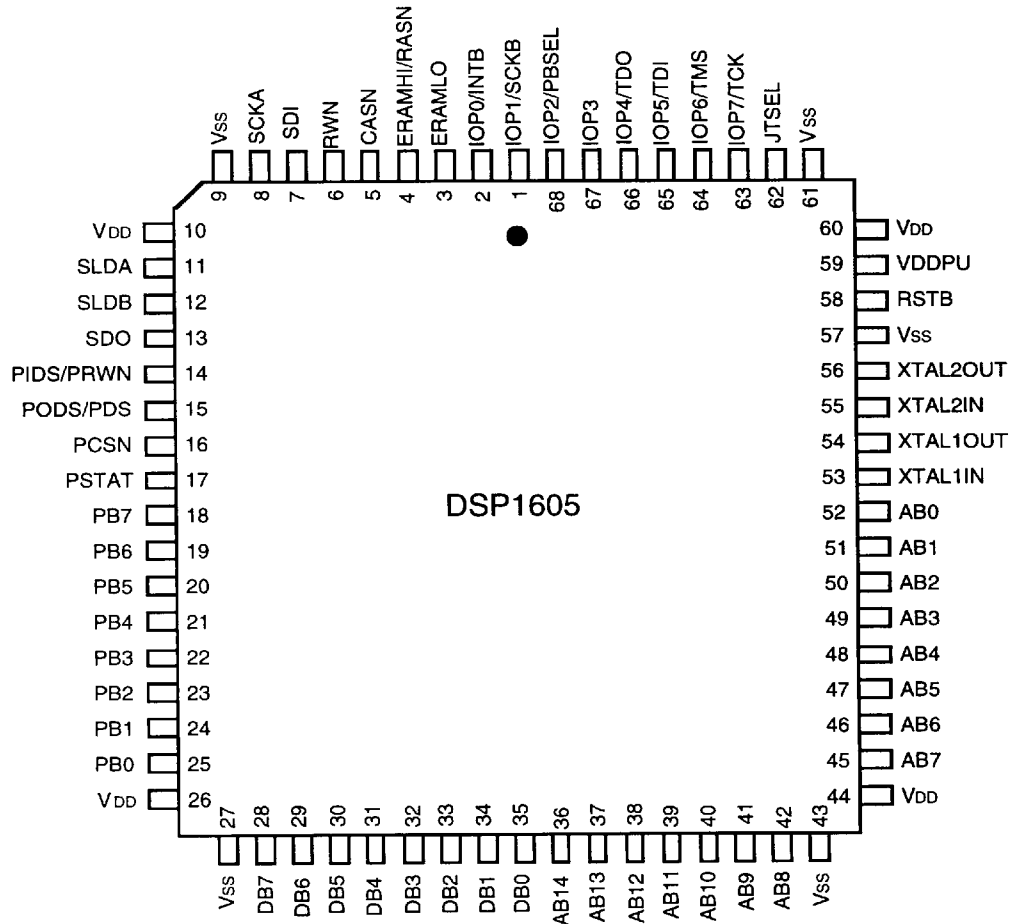 Vss
SCKA
SDI
RWN
CASN
ERAMHI/RASN
ERAMLO
IOP0/INTB
IOP1/SCKB
IOP2/PBSEL
IOP3
IOP4/TDO
IOP5/TDI
IOP6/TMS
IOP7/TCK
JTSEL
Vss
9
8
7
6
5
4
3
2
1
68
67
66
65
64
63
62
61
VDD 10
SLDA 11
SLDB 12
SDO 13
PIDS/PRWN 14
PODS/PDS 15
PCSN 16
PSTAT 17
PB7 18
PB6 19
PB5 20
PB4 21
PB3 22
PB2 23
PB1 24
PB0 25
VDD 26
DSP1605
60 VDD
59 VDDPU
58 RSTB
57 Vss
56 XTAL2OUT
55 XTAL2IN
54 XTAL1OUT
53 XTAL1IN
52 AB0
51 AB1
50 AB2
49 AB3
48 AB4
47 AB5
46 AB6
45 AB7
44 VDD
27
28
29
30
31
32
33
34
35
36
37
38
39
40
41
42
43
Vss
DB7
DB6
DB5
DB4
DB3
DB2
DB1
DB0
AB14
AB13
AB12
AB11
AB10
AB9
AB8
Vss